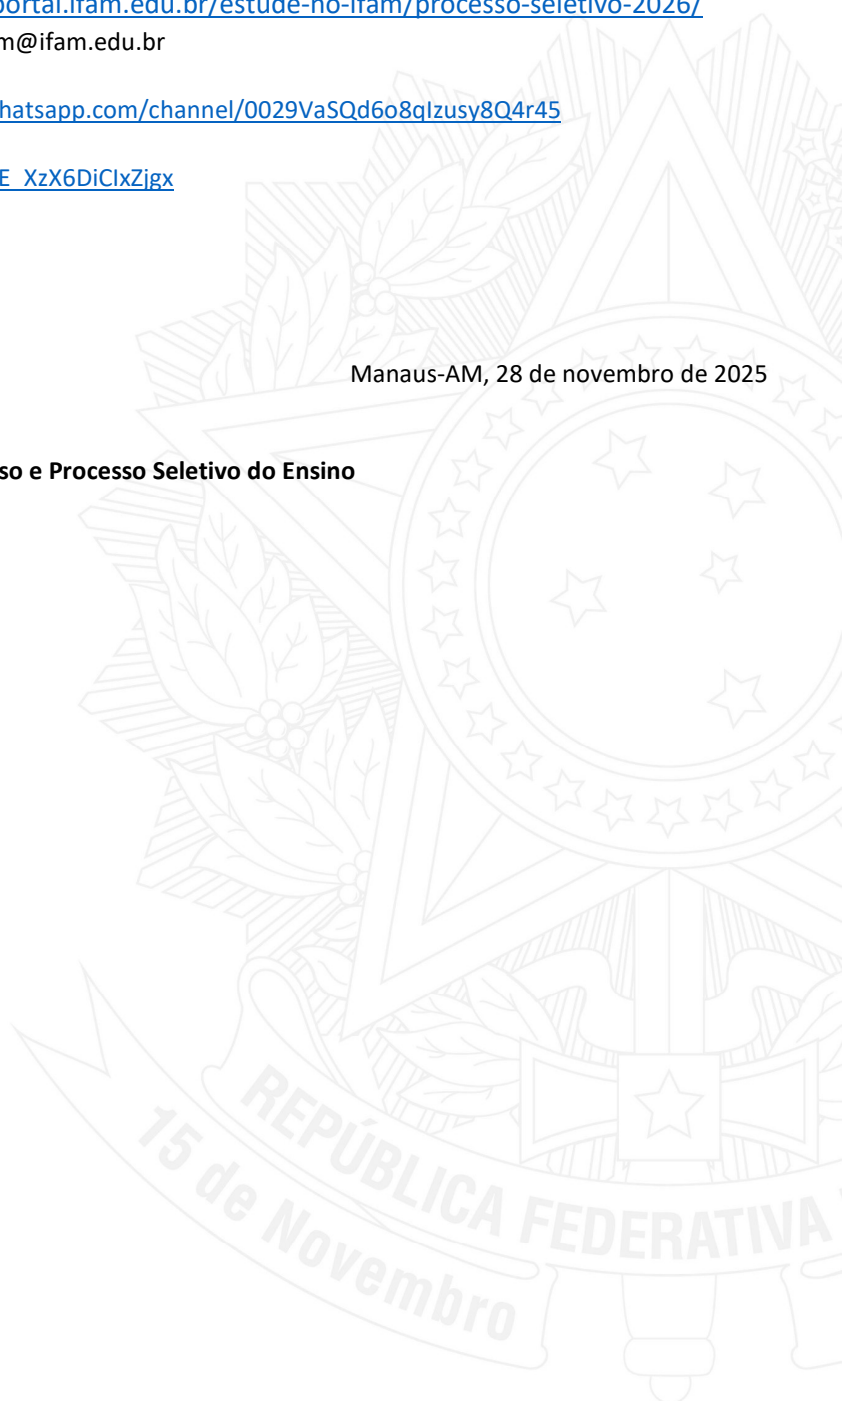 portal.ifam.edu.br/estude-no-ifam/processo-seletivo-2026/
m@ifam.edu.br
hatsapp.com/channel/0029VaSQd6o8qIzusy8Q4r45
E_XzX6DiCIxZjgx
Manaus-AM, 28 de novembro de 2025
so e Processo Seletivo do Ensino
REPÚBLICA FEDERATIVA
15 de Novembro